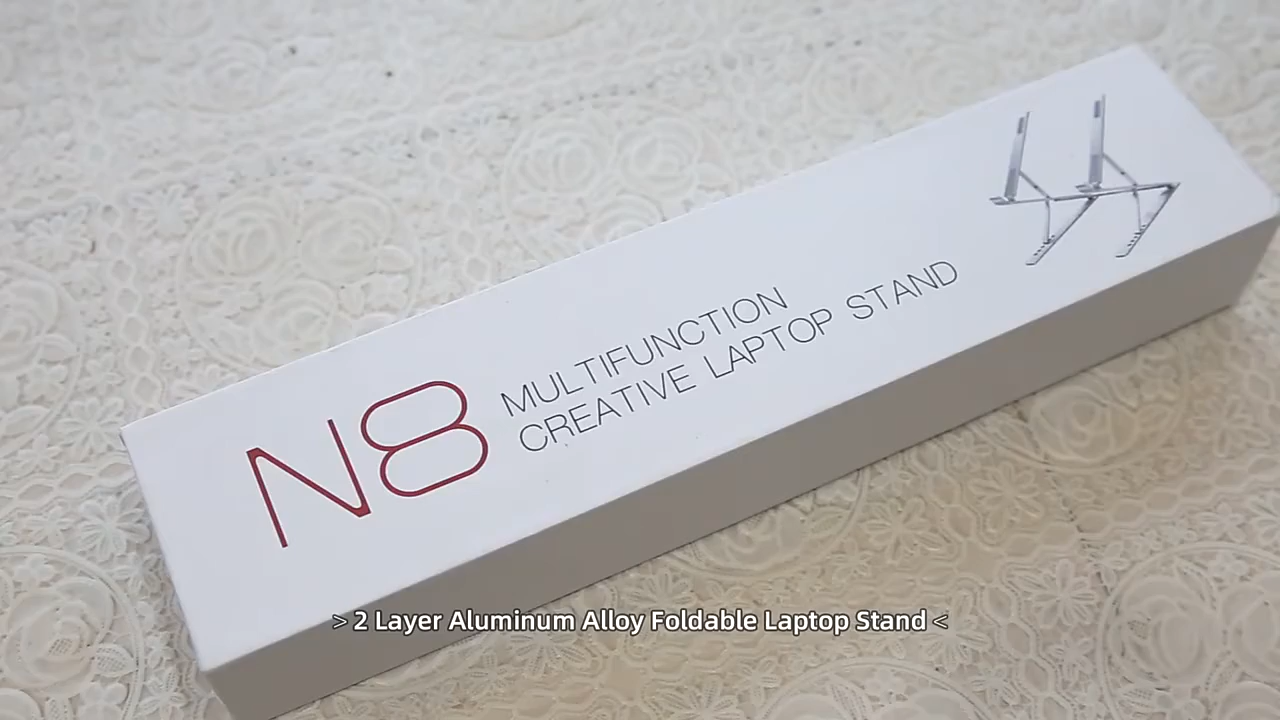 N8
MULTIFUNCTION
CREATIVE LAPTOP STAND
> 2 Layer Aluminum Alloy Foldable Laptop Stand <